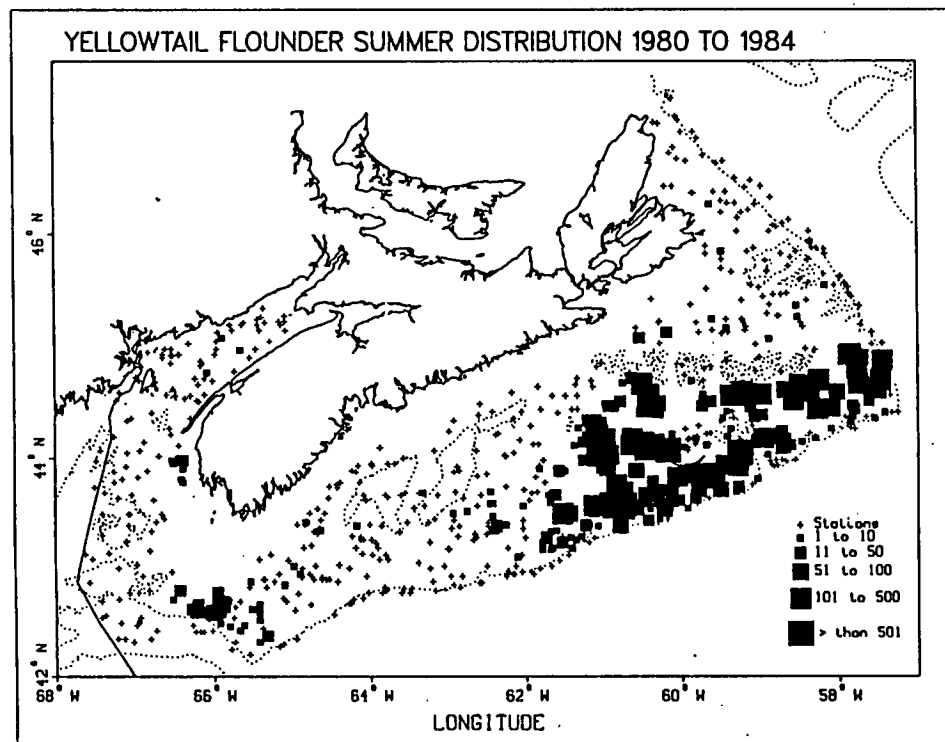 YELLOWTAIL FLOUNDER SUMMER DISTRIBUTION 1980 TO 1984
46° N
44° N
42° N
+ Stations
1 to 10
11 to 50
51 to 100
101 to 500
> than 501
68° W
66° W
64° W
62° W
60° W
58° W
LONGITUDE